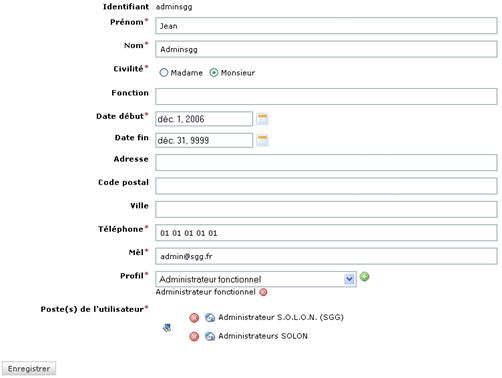 Identifiant adminsgg
Prénom* Jean
Nom* Adminsgg
Civilité* Madame Monsieur
Fonction
Date début* déc. 1, 2006
Date fin déc. 31, 9999
Adresse
Code postal
Ville
Téléphone* 01 01 01 01 01
Mèl* admin@sgg.fr
Profil* Administrateur fonctionnel
Administrateur fonctionnel
Poste(s) de l'utilisateur*
Administrateur S.O.L.O.N. (SGG)
Administrateurs SOLON
Enregistrer